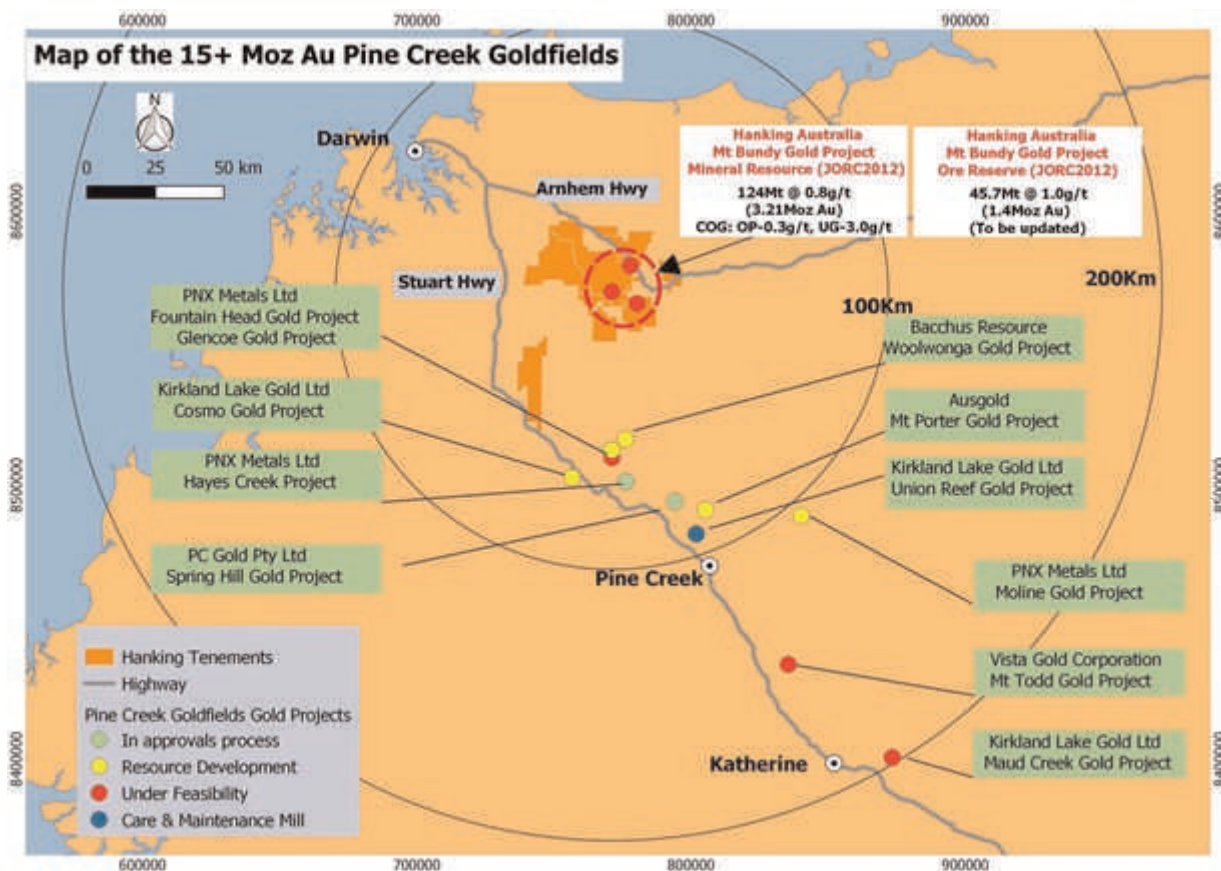 600000
700000
800000
900000
Map of the 15+ Moz Au Pine Creek Goldfields
N
0 25 50 km
Darwin
Arnhem Hwy
Stuart Hwy
Hanking Australia
Mt Bundy Gold Project
Mineral Resource (JORC2012)
124Mt @ 0.8g/t
(3.21Moz Au)
COG: OP-0.3g/t, UG-3.0g/t
Hanking Australia
Mt Bundy Gold Project
Ore Reserve (JORC2012)
45.7Mt @ 1.0g/t
(1.4Moz Au)
(To be updated)
8600000
8600000
200Km
100Km
PNX Metals Ltd
Fountain Head Gold Project
Glencoe Gold Project
Bacchus Resource
Woolwonga Gold Project
Kirkland Lake Gold Ltd
Cosmo Gold Project
Ausgold
Mt Porter Gold Project
PNX Metals Ltd
Hayes Creek Project
Kirkland Lake Gold Ltd
Union Reef Gold Project
8500000
8500000
PC Gold Pty Ltd
Spring Hill Gold Project
Pine Creek
PNX Metals Ltd
Moline Gold Project
Vista Gold Corporation
Mt Todd Gold Project
Kirkland Lake Gold Ltd
Maud Creek Gold Project
Katherine
8400000
8400000
Hanking Tenements
Highway
Pine Creek Goldfields Gold Projects
In approvals process
Resource Development
Under Feasibility
Care & Maintenance Mill
600000
700000
800000
900000